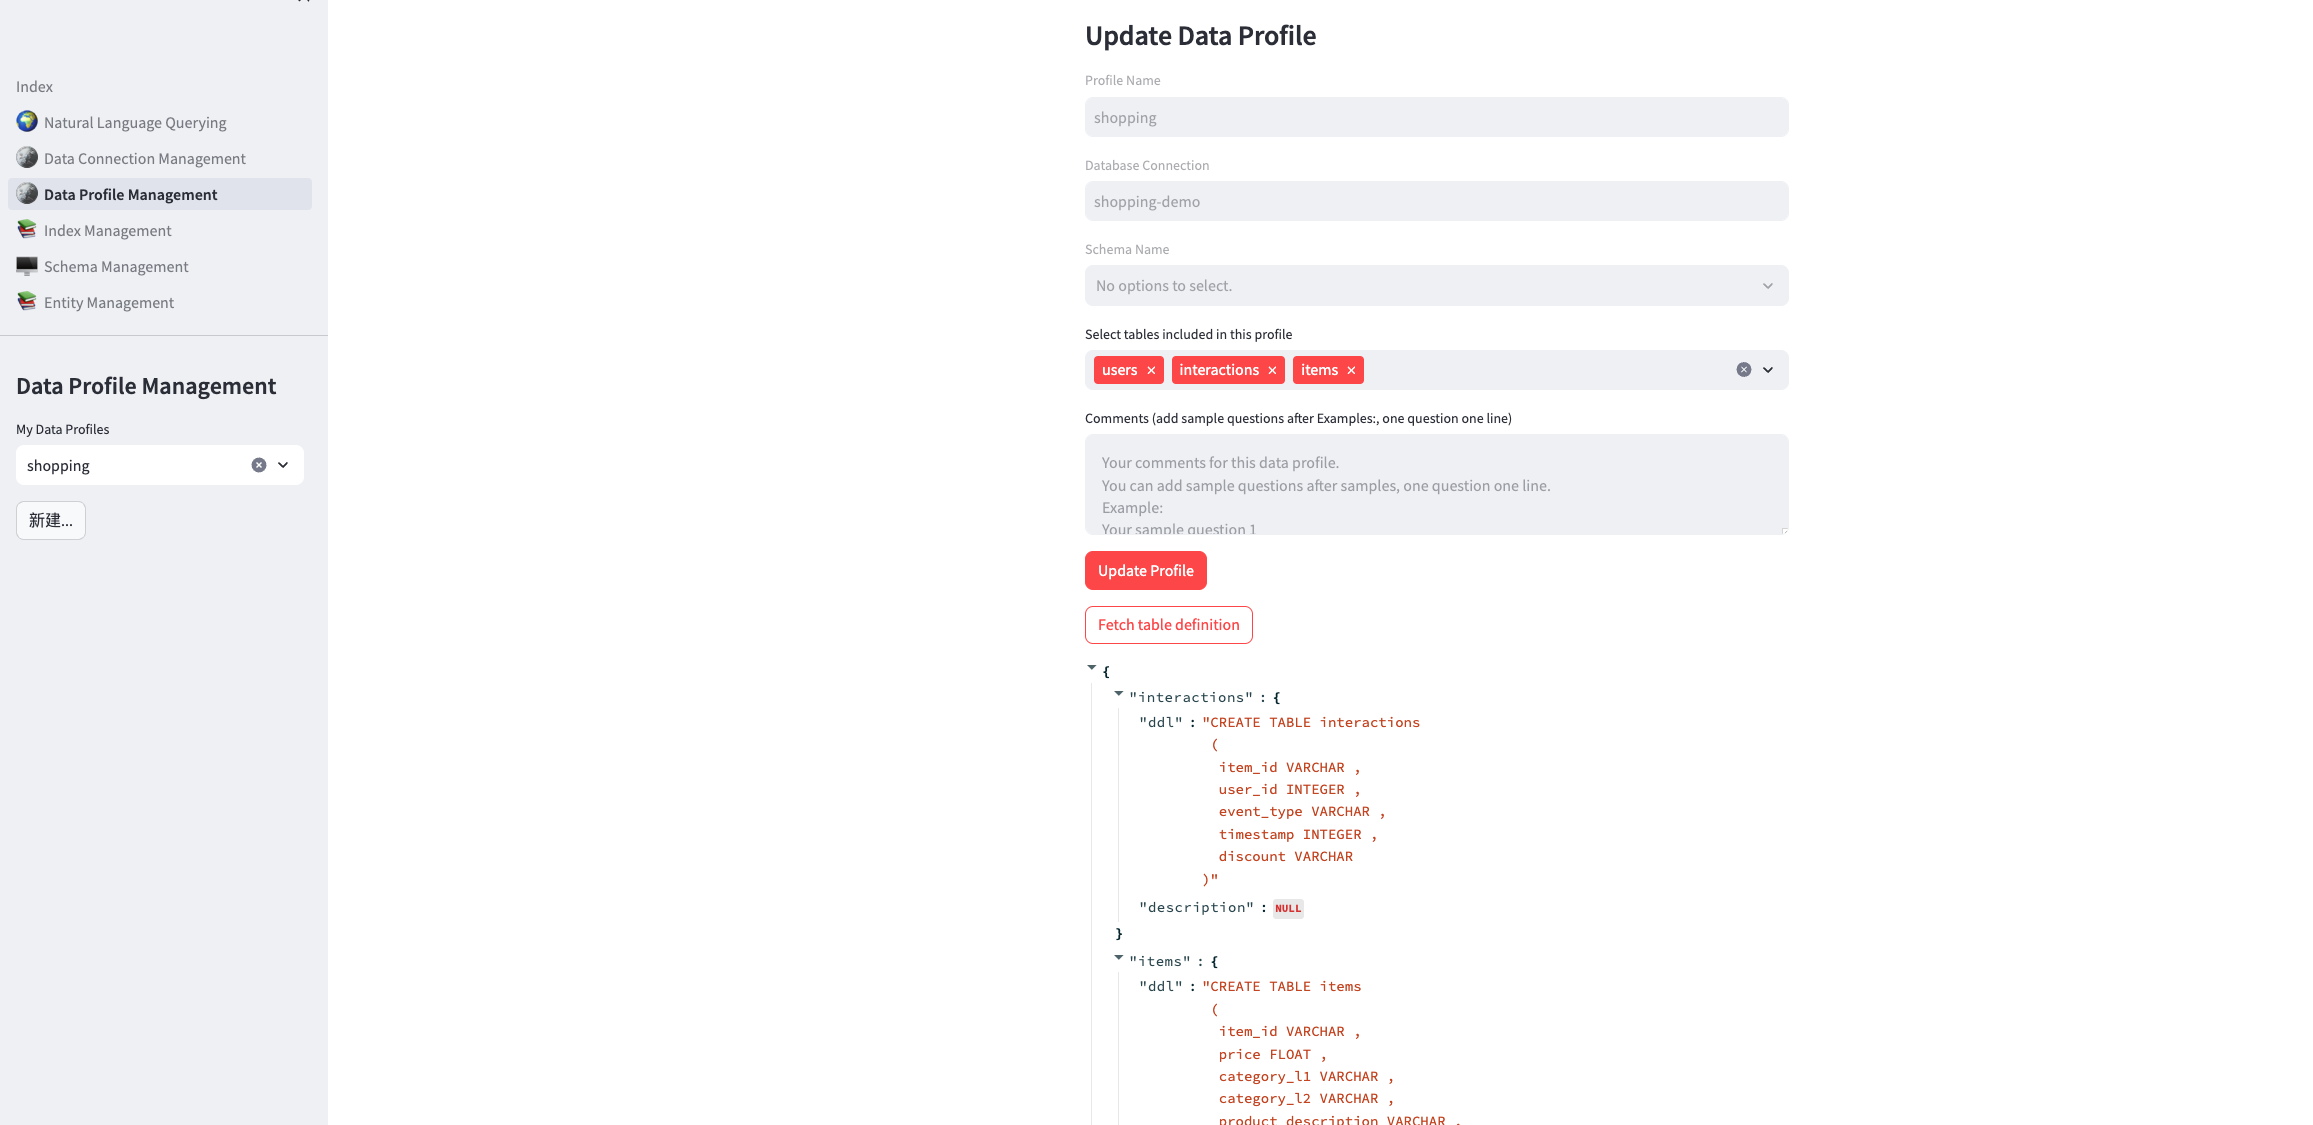 Index
Natural Language Querying
Data Connection Management
Data Profile Management
Index Management
Schema Management
Entity Management
Data Profile Management
My Data Profiles
shopping
新建...
Update Data Profile
Profile Name
shopping
Database Connection
shopping-demo
Schema Name
No options to select.
Select tables included in this profile
users × interactions × items ×
Comments (add sample questions after Examples:, one question one line)
Your comments for this data profile.
You can add sample questions after samples, one question one line.
Example:
Your sample question 1
Update Profile
Fetch table definition
{
"interactions" : {
"ddl" : "CREATE TABLE interactions
(
item_id VARCHAR ,
user_id INTEGER ,
event_type VARCHAR ,
timestamp INTEGER ,
discount VARCHAR
)"
"description" : NULL
}
"items" : {
"ddl" : "CREATE TABLE items
(
item_id VARCHAR ,
price FLOAT ,
category_l1 VARCHAR ,
category_l2 VARCHAR ,
product_description VARCHAR ,